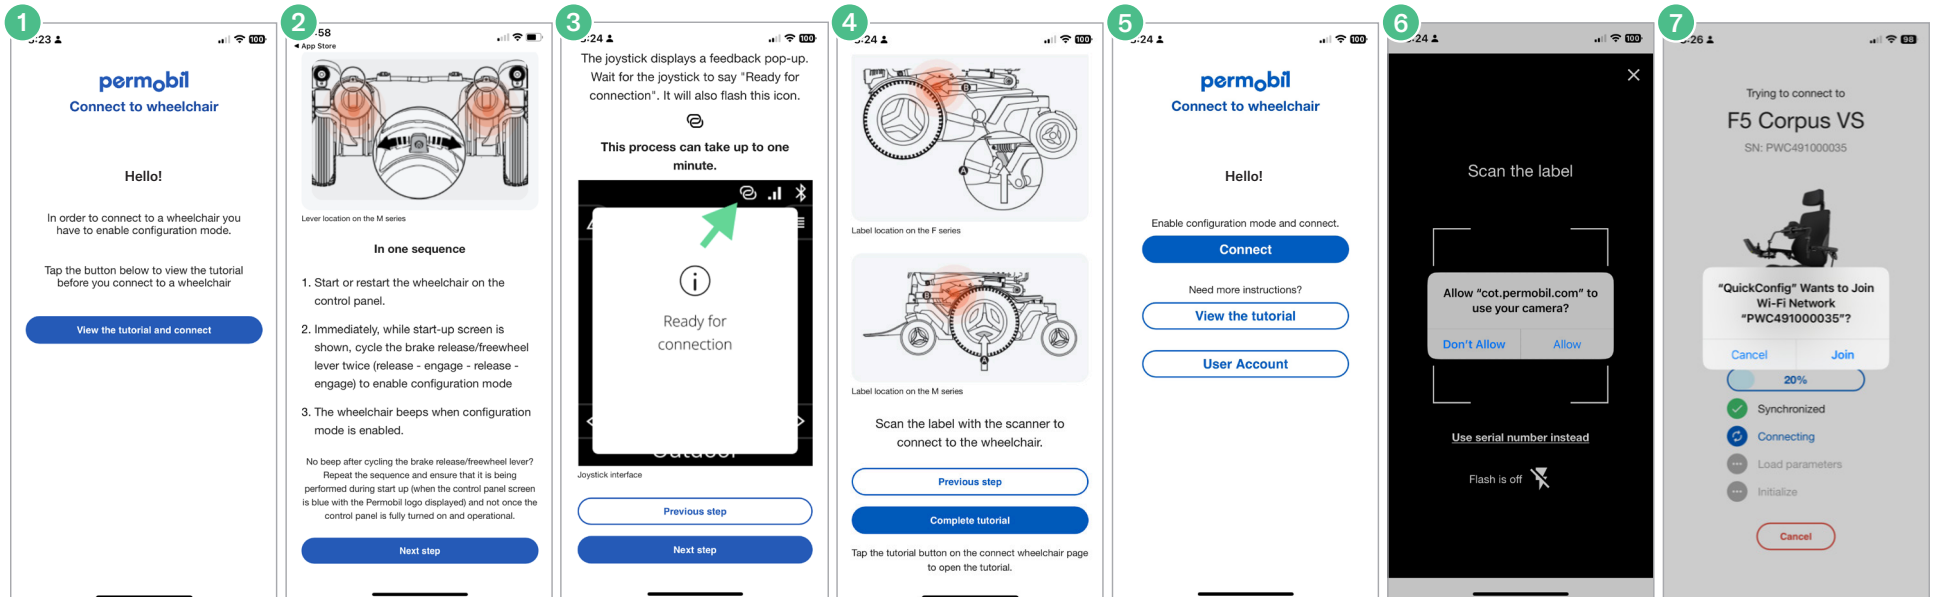 1
5:23
100
permobil
Connect to wheelchair
Hello!
In order to connect to a wheelchair you
have to enable configuration mode.
Tap the button below to view the tutorial
before you connect to a wheelchair
View the tutorial and connect
2
:58
App Store
Lever location on the M series
In one sequence
1. Start or restart the wheelchair on the
control panel.
2. Immediately, while start-up screen is
shown, cycle the brake release/freewheel
lever twice (release - engage - release -
engage) to enable configuration mode
3. The wheelchair beeps when configuration
mode is enabled.
No beep after cycling the brake release/freewheel lever?
Repeat the sequence and ensure that it is being
performed during start up (when the control panel screen
is blue with the Permobil logo displayed) and not once the
control panel is fully turned on and operational.
Next step
3
:24
100
The joystick displays a feedback pop-up.
Wait for the joystick to say "Ready for
connection". It will also flash this icon.
This process can take up to one
minute.
Ready for
connection
Joystick interface
Previous step
Next step
4
:24
100
B
A
Label location on the F series
B
A
Label location on the M series
Scan the label with the scanner to
connect to the wheelchair.
Previous step
Complete tutorial
Tap the tutorial button on the connect wheelchair page
to open the tutorial.
5
:24
100
permobil
Connect to wheelchair
Hello!
Enable configuration mode and connect.
Connect
Need more instructions?
View the tutorial
User Account
6
:24
100
Scan the label
Allow “cot.permobil.com” to
use your camera?
Don't Allow
Allow
Use serial number instead
Flash is off
7
:26
98
Trying to connect to
F5 Corpus VS
SN: PWC491000035
“QuickConfig” Wants to Join
Wi-Fi Network
“PWC491000035”?
Cancel
Join
20%
Synchronized
Connecting
Load parameters
Initialize
Cancel